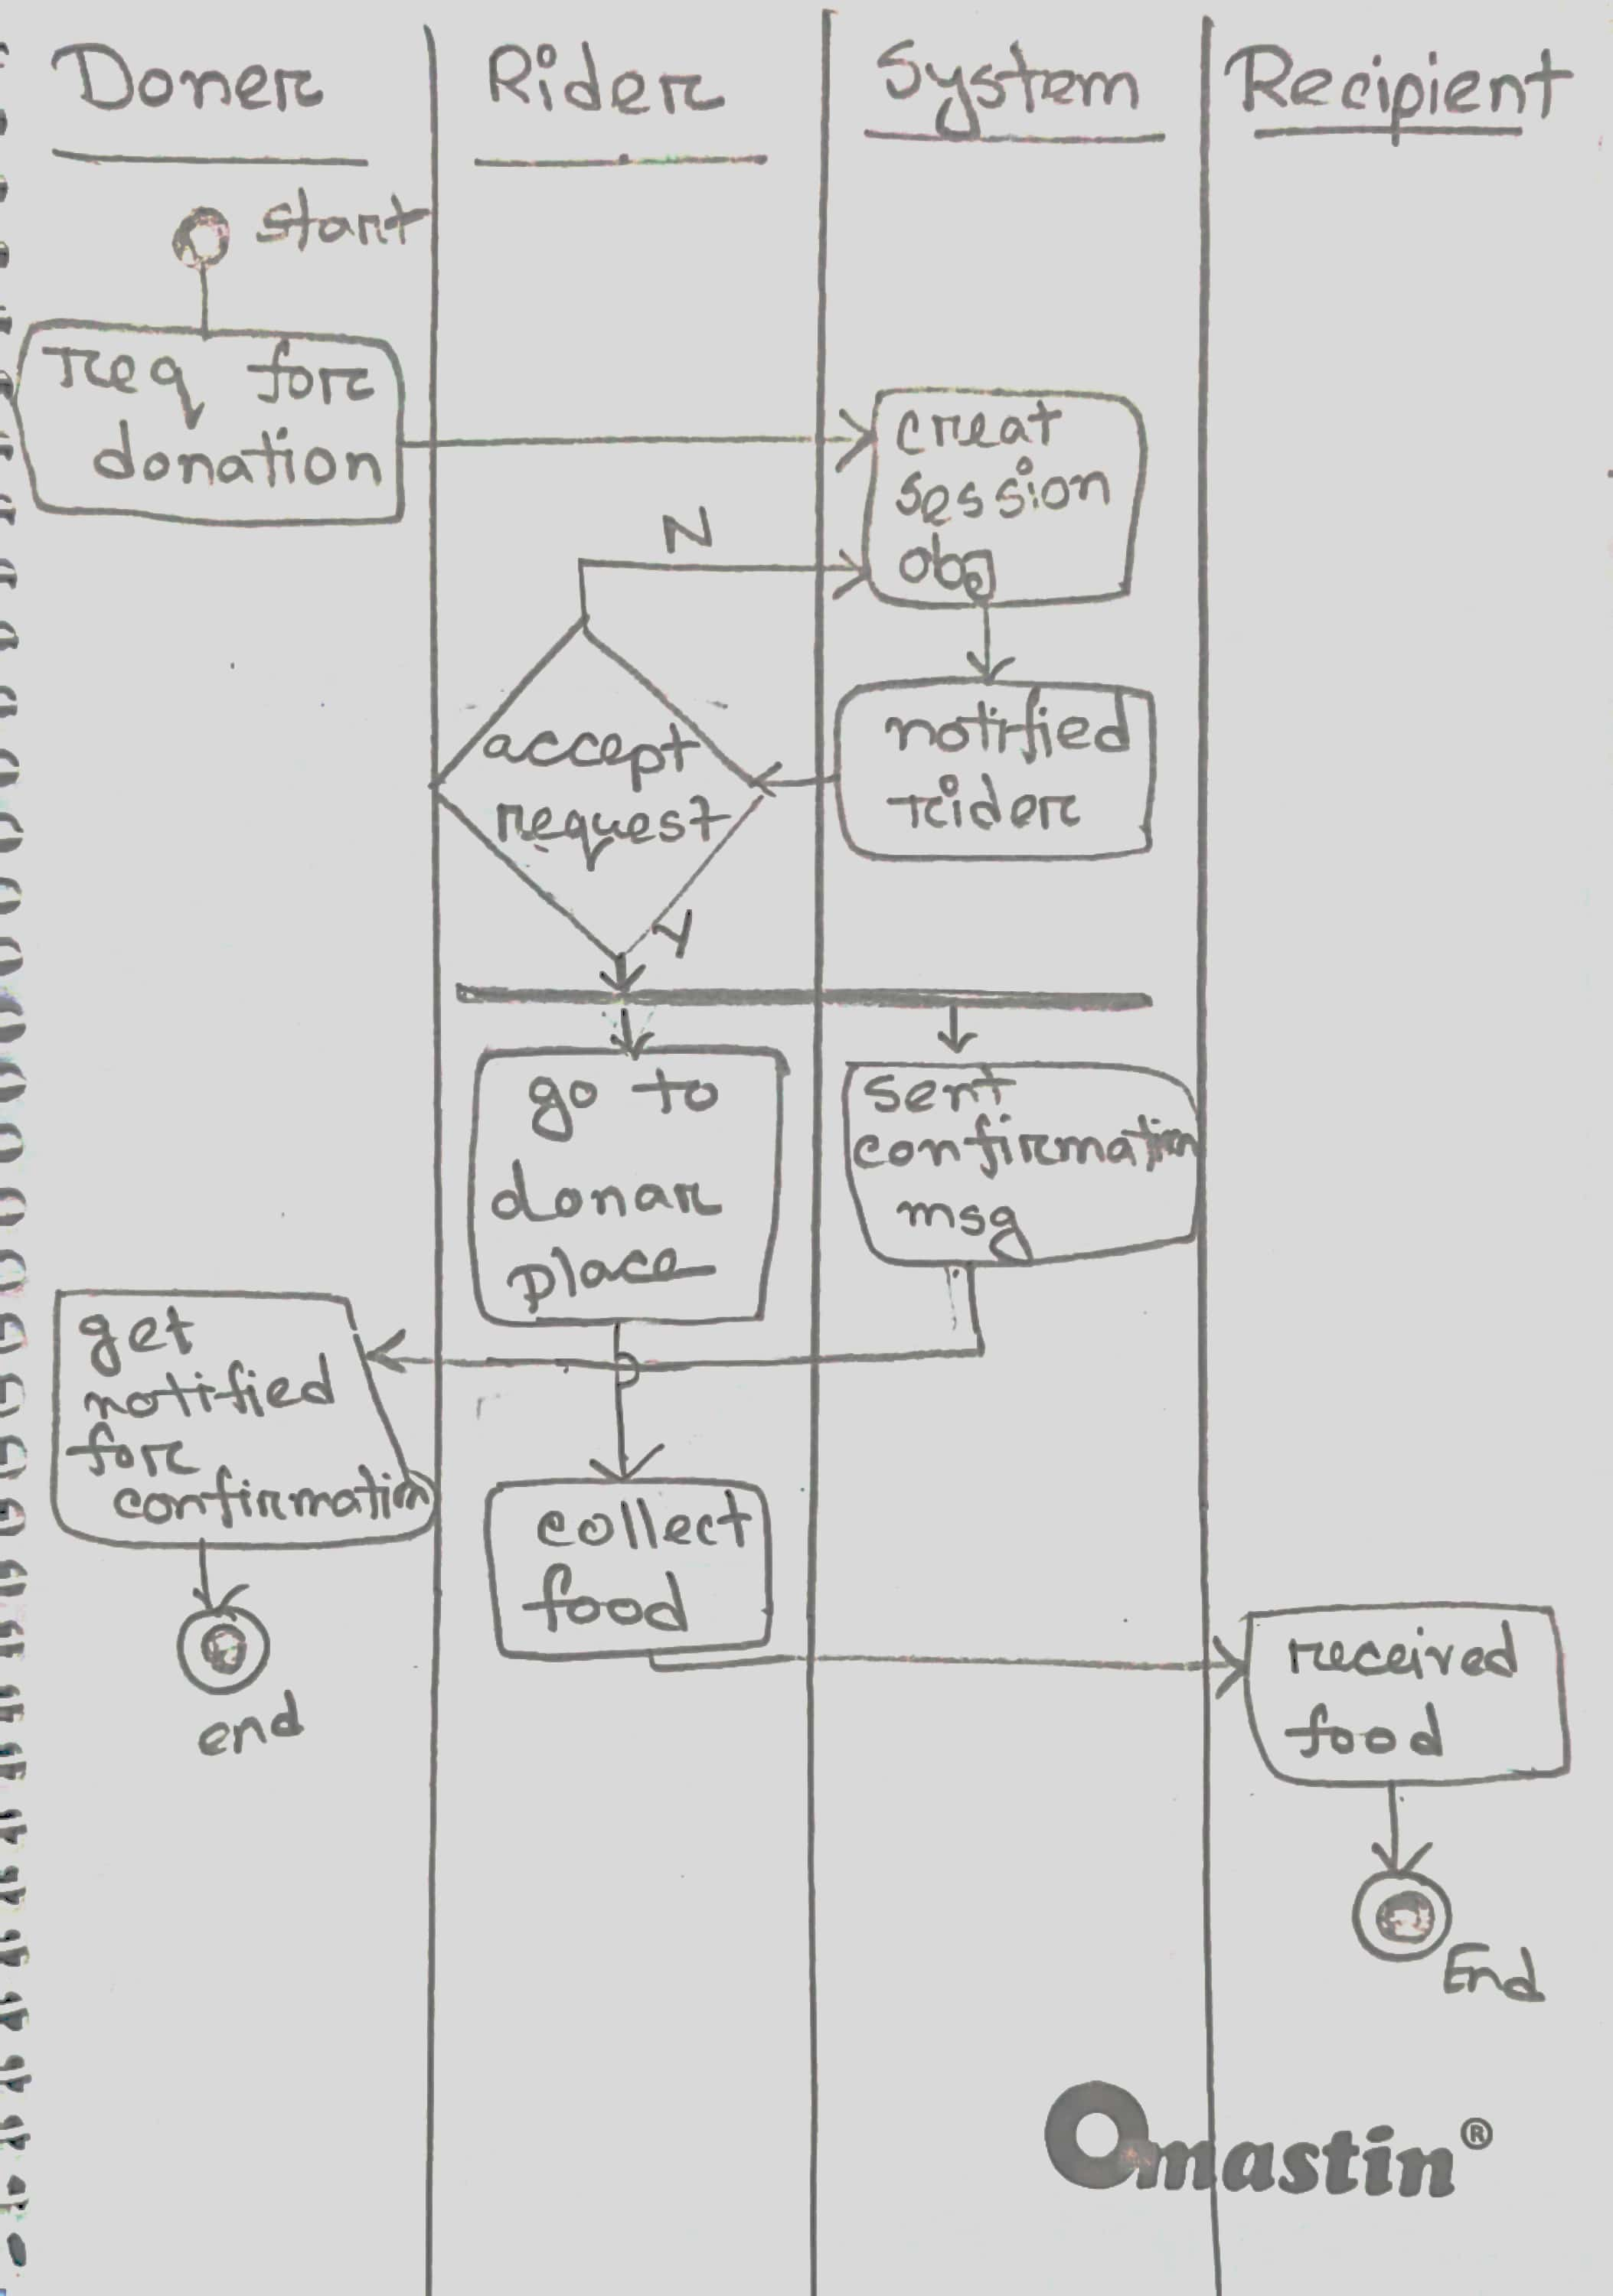 Doner
Rider
System
Recipient
start
req for
donation
creat
session
obj
N
notified
rider
accept
request
Y
go to
donar
place
sent
confirmation
msg
get
notified
for
confirmation
collect
food
end
received
food
End
Omastin®